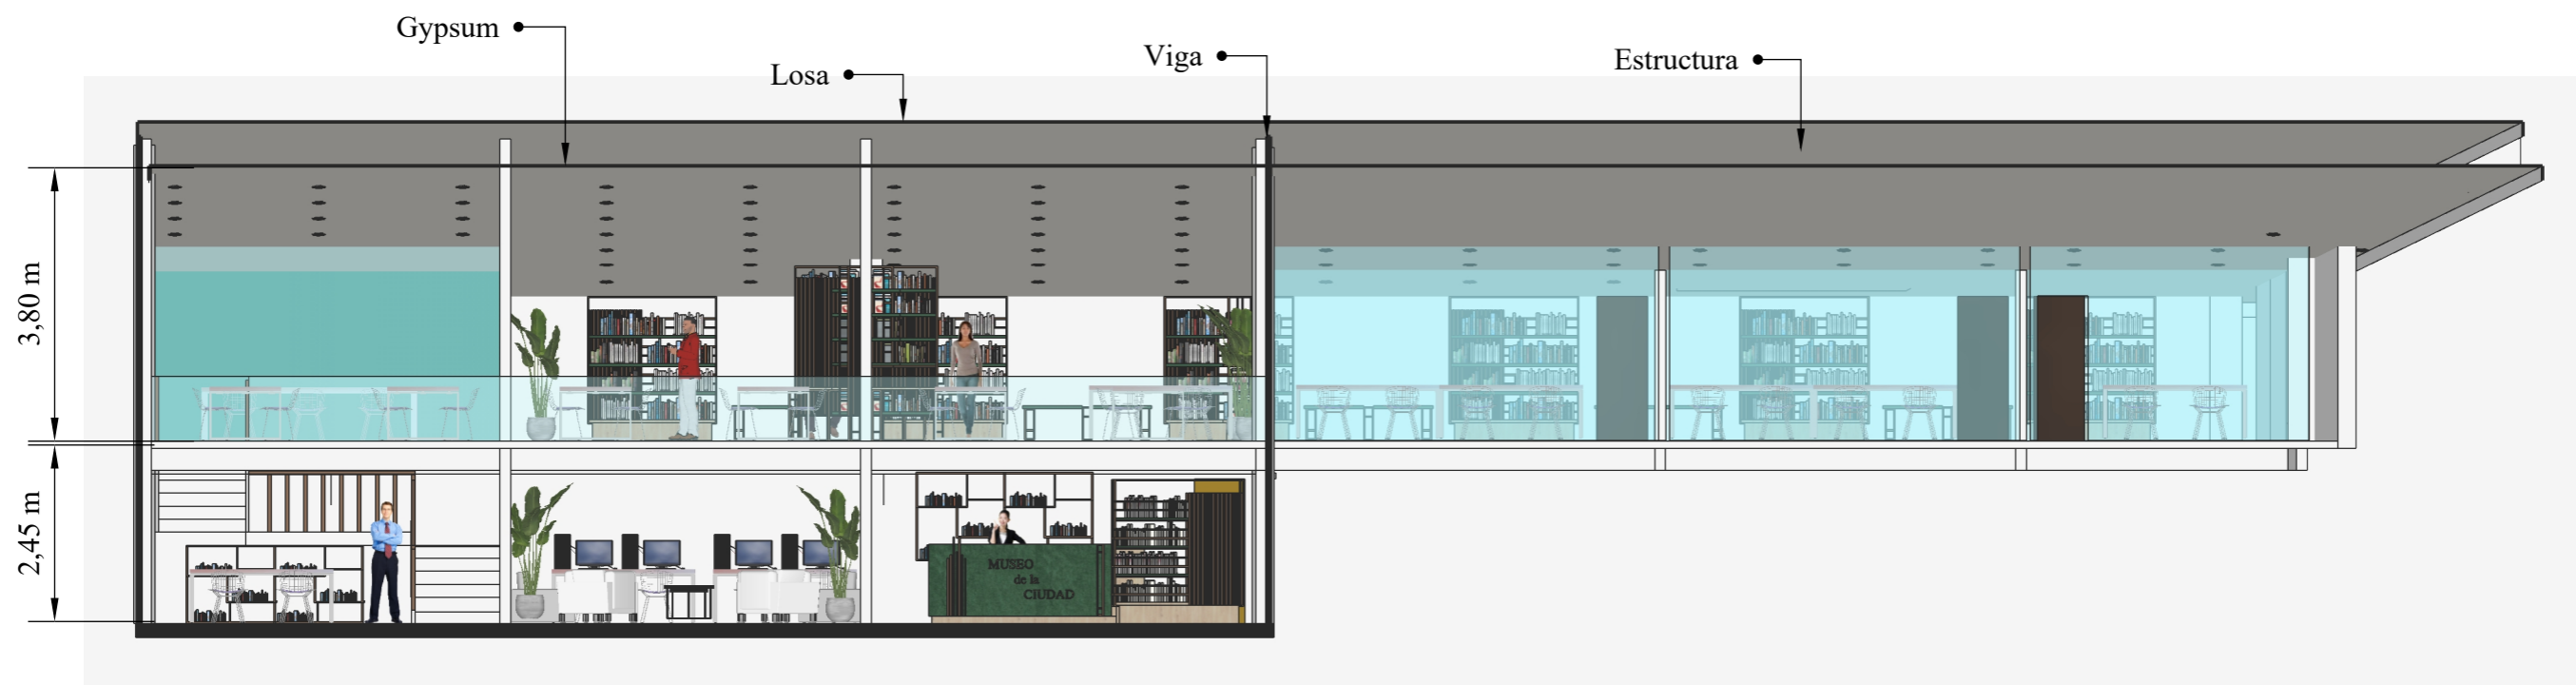 Gypsum
Losa
Viga
Estructura
3,80 m
2,45 m
MUSEO
de la
CIUDAD